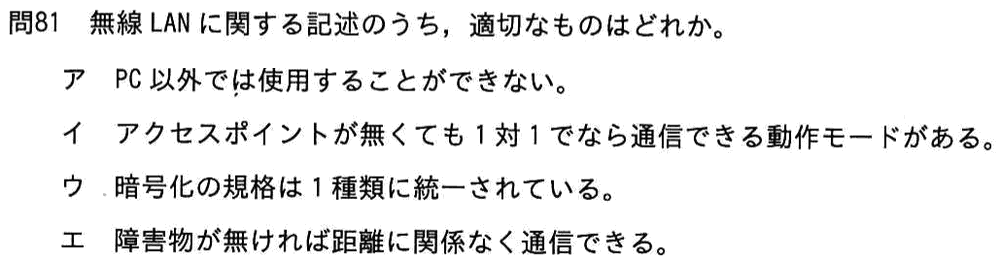 問81 無線 LAN に関する記述のうち，適切なものはどれか。
ア PC 以外では使用することができない。
イ アクセスポイントが無くても 1 対 1 でなら通信できる動作モードがある。
ウ 暗号化の規格は 1 種類に統一されている。
エ 障害物が無ければ距離に関係なく通信できる。